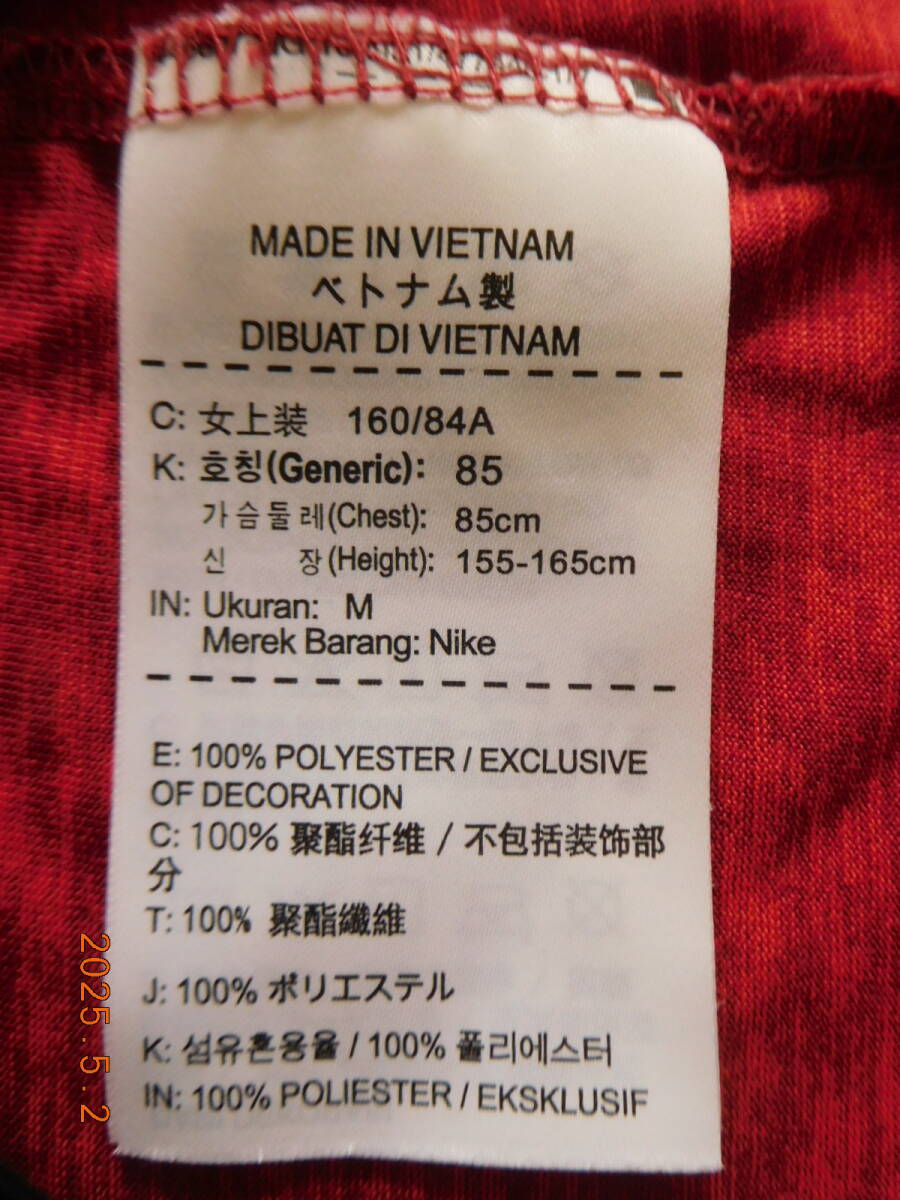 MADE IN VIETNAM
ベトナム製
DIBUAT DI VIETNAM
C: 女上装 160/84A
K: 호칭(Generic): 85
가슴둘레(Chest): 85cm
신 장(Height): 155-165cm
IN: Ukuran: M
Merek Barang: Nike
E: 100% POLYESTER / EXCLUSIVE
OF DECORATION
C: 100% 聚酯纤维 / 不包括装饰部
分
T: 100% 聚酯纖維
J: 100% ポリエステル
K: 섬유혼용율 / 100% 폴리에스터
IN: 100% POLIESTER / EKSKLUSIF
2025.5.2